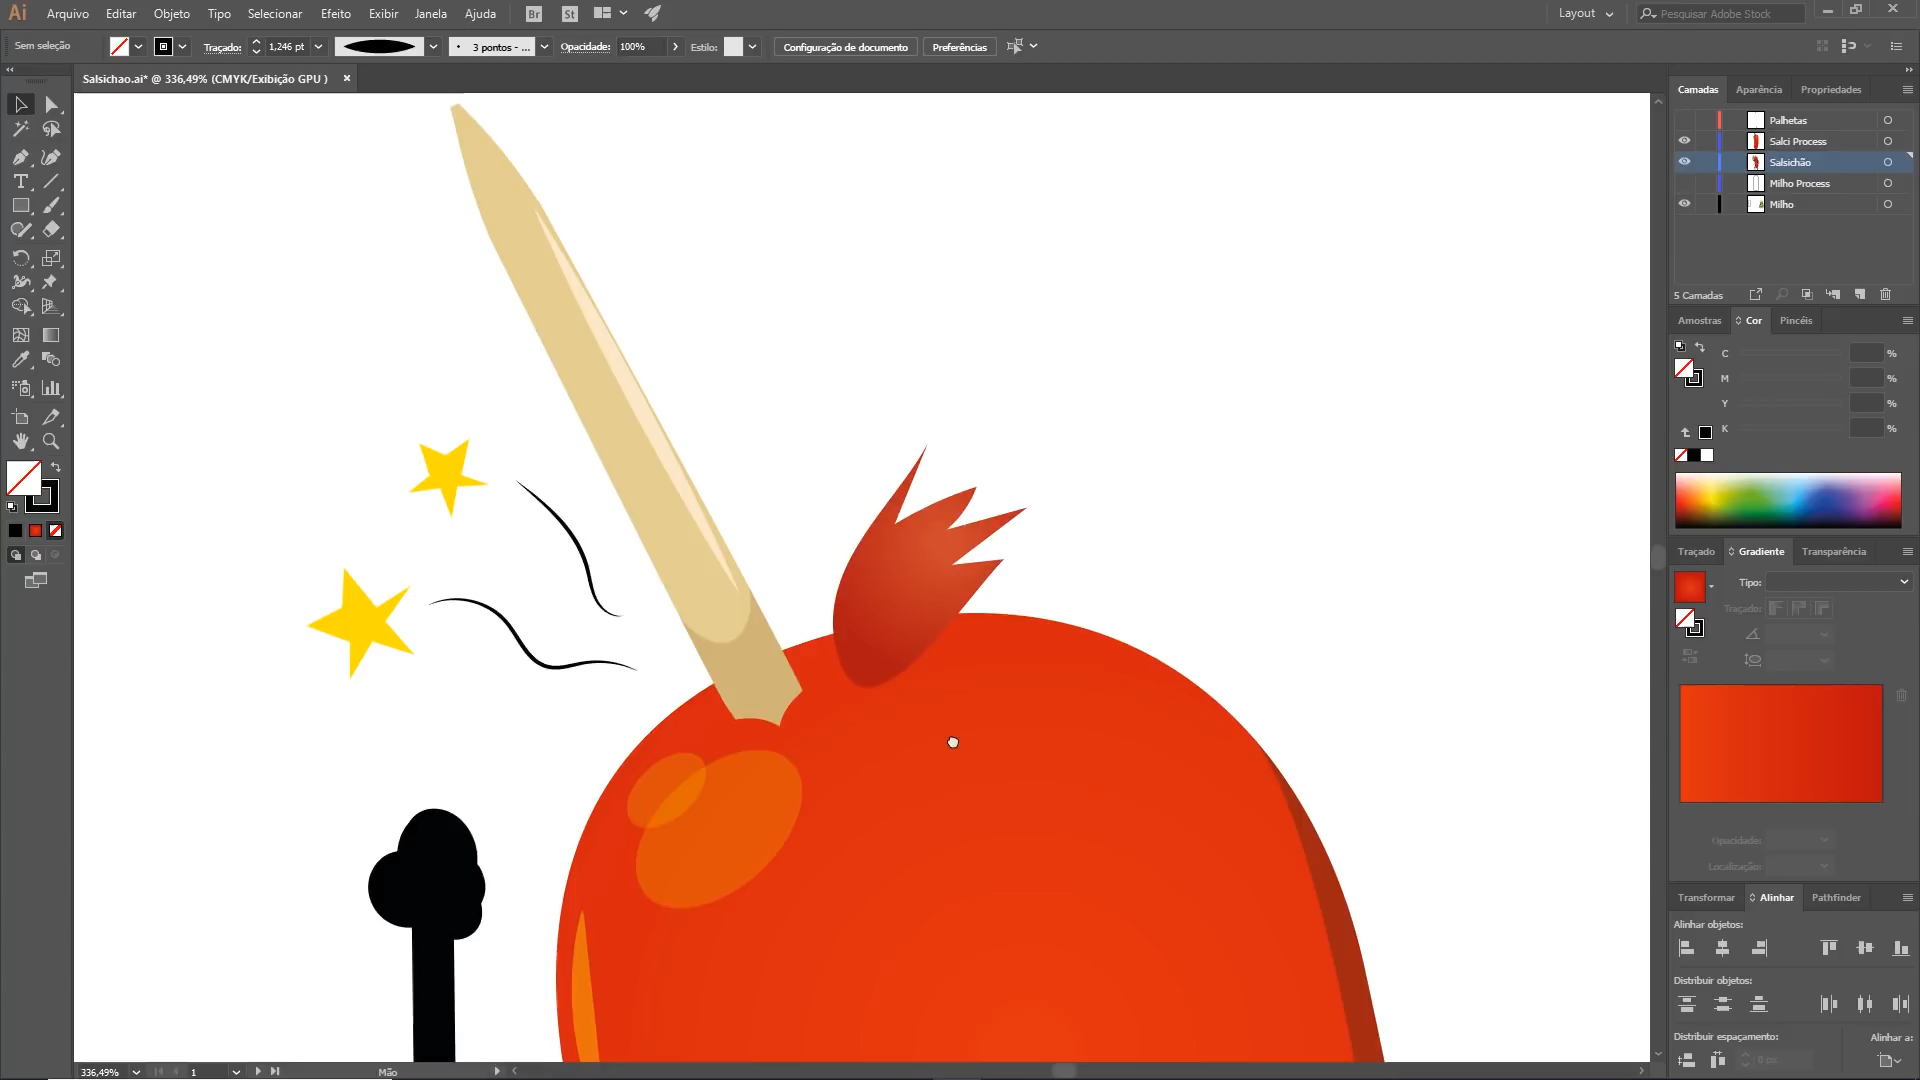 Ai Arquivo Editar Objeto Tipo Selecionar Efeito Exibir Janela Ajuda Br St Layout Pesquisar Adobe Stock
Sem seleção Traçado: 1,246 pt 3 pontos - ... Opacidade: 100% Estilo: Configuração de documento Preferências
Salsichao.ai* @ 336,49% (CMYK/Exibição GPU ) ×
Camadas Aparência Propriedades
Palhetas
Salci Process
Salsichão
Milho Process
Milho
5 Camadas
Amostras Cor Pincéis
C %
M %
Y %
K %
Traçado Gradiente Transparência
Tipo:
Traçado:
Opacidade:
Localização:
Transformar Alinhar Pathfinder
Alinhar objetos:
Distribuir objetos:
Distribuir espaçamento: Alinhar a:
0 px
336,49% 1 Mão